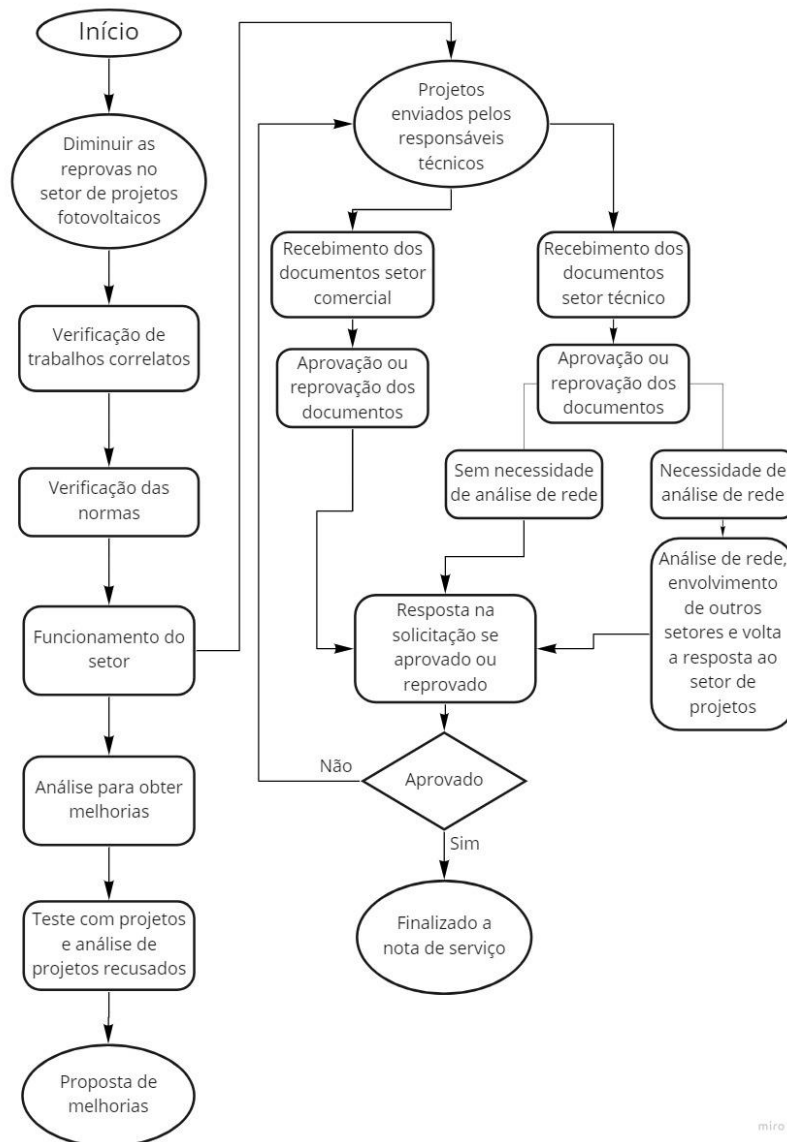 Início
Diminuir as
reprovas no
setor de projetos
fotovoltaicos
Verificação de
trabalhos correlatos
Verificação das
normas
Funcionamento do
setor
Análise para obter
melhorias
Teste com projetos
e análise de
projetos recusados
Proposta de
melhorias
Projetos
enviados pelos
responsáveis
técnicos
Recebimento dos
documentos setor
comercial
Recebimento dos
documentos
setor técnico
Aprovação ou
reprovação dos
documentos
Aprovação ou
reprovação dos
documentos
Sem necessidade
de análise de rede
Necessidade de
análise de rede
Análise de rede,
envolvimento
de outros
setores e volta
a resposta ao
setor de
projetos
Resposta na
solicitação se
aprovado ou
reprovado
Não
Aprovado
Sim
Finalizado a
nota de serviço
miro